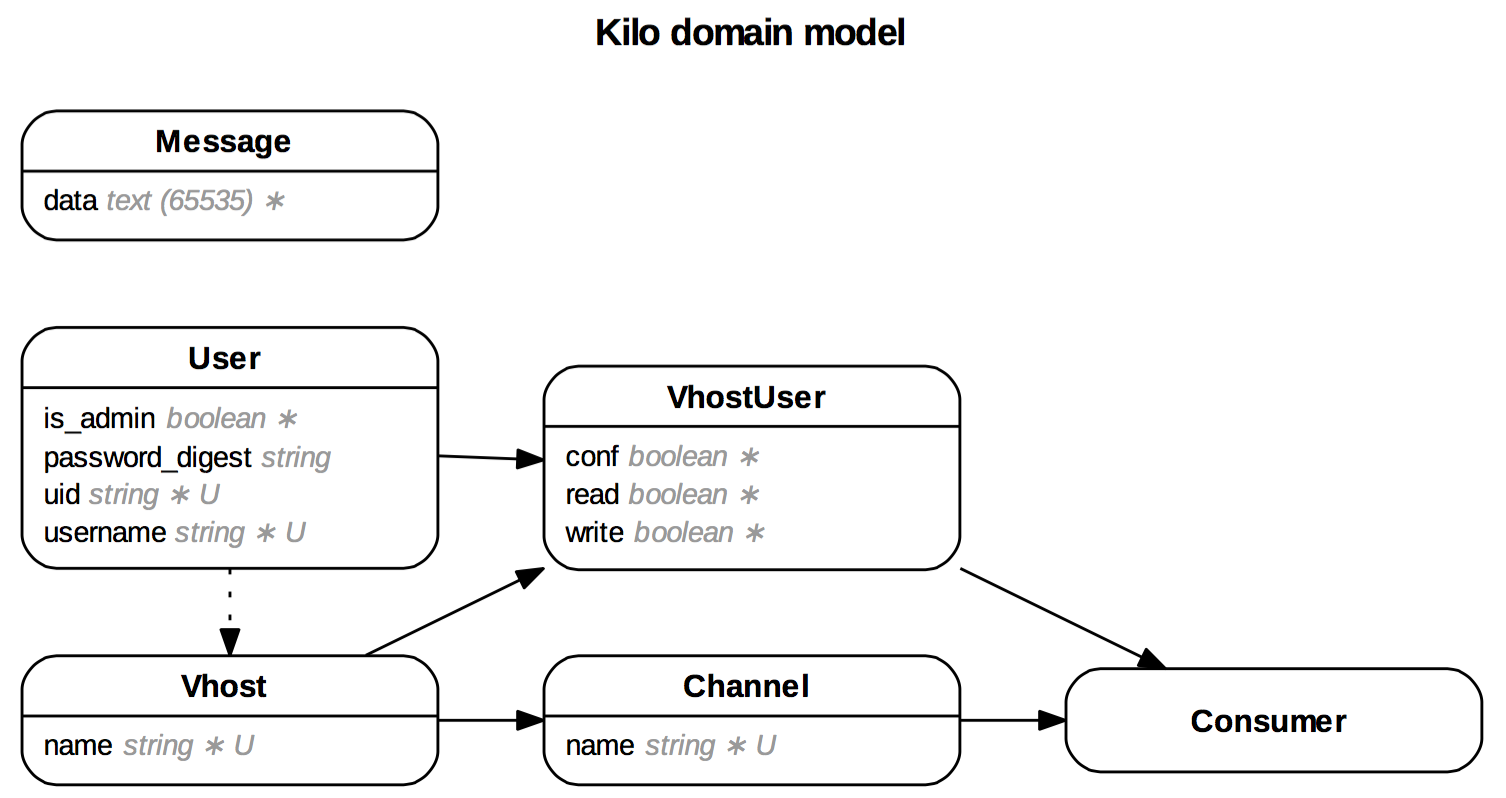 Kilo domain model
Message
data text (65535) ∗
User
is_admin boolean ∗
password_digest string
uid string ∗ U
username string ∗ U
VhostUser
conf boolean ∗
read boolean ∗
write boolean ∗
Vhost
name string ∗ U
Channel
name string ∗ U
Consumer